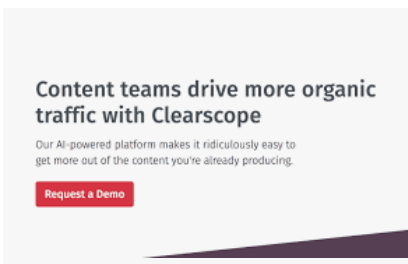 Content teams drive more organic
traffic with Clearscope
Our AI-powered platform makes it ridiculously easy to
get more out of the content you're already producing.
Request a Demo